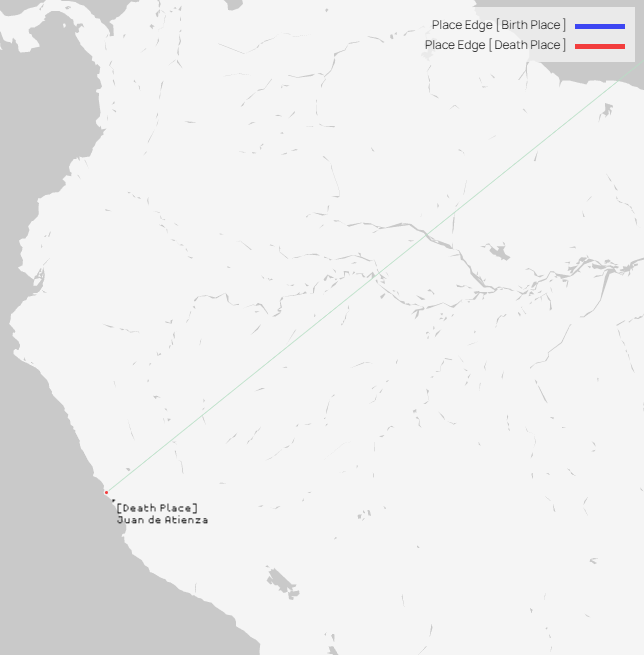 Place Edge [ Birth Place ]
Place Edge [ Death Place ]
[Death Place]
Juan de Atienza